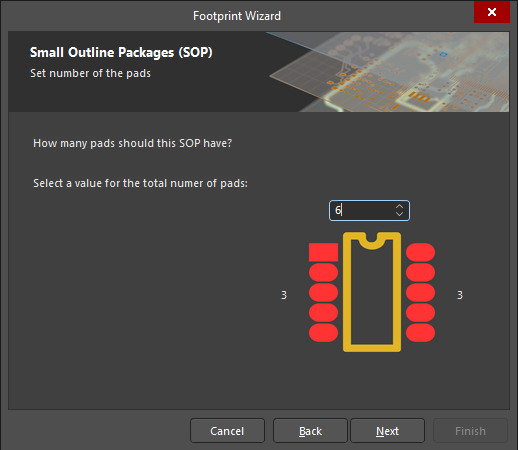 Footprint Wizard
Small Outline Packages (SOP)
Set number of the pads
How many pads should this SOP have?
Select a value for the total numer of pads:
6
3 3
Cancel Back Next Finish